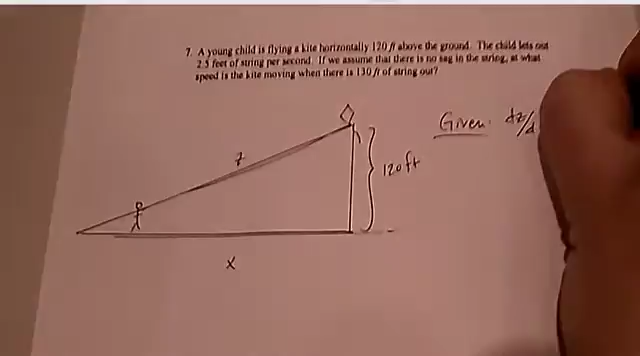 7. A young child is flying a kite horizontally 120 ft above the ground. The child lets out
2.5 feet of string per second. If we assume that there is no sag in the string, at what
speed is the kite moving when there is 130 ft of string out?
Given: dz/d
z
120 ft
x